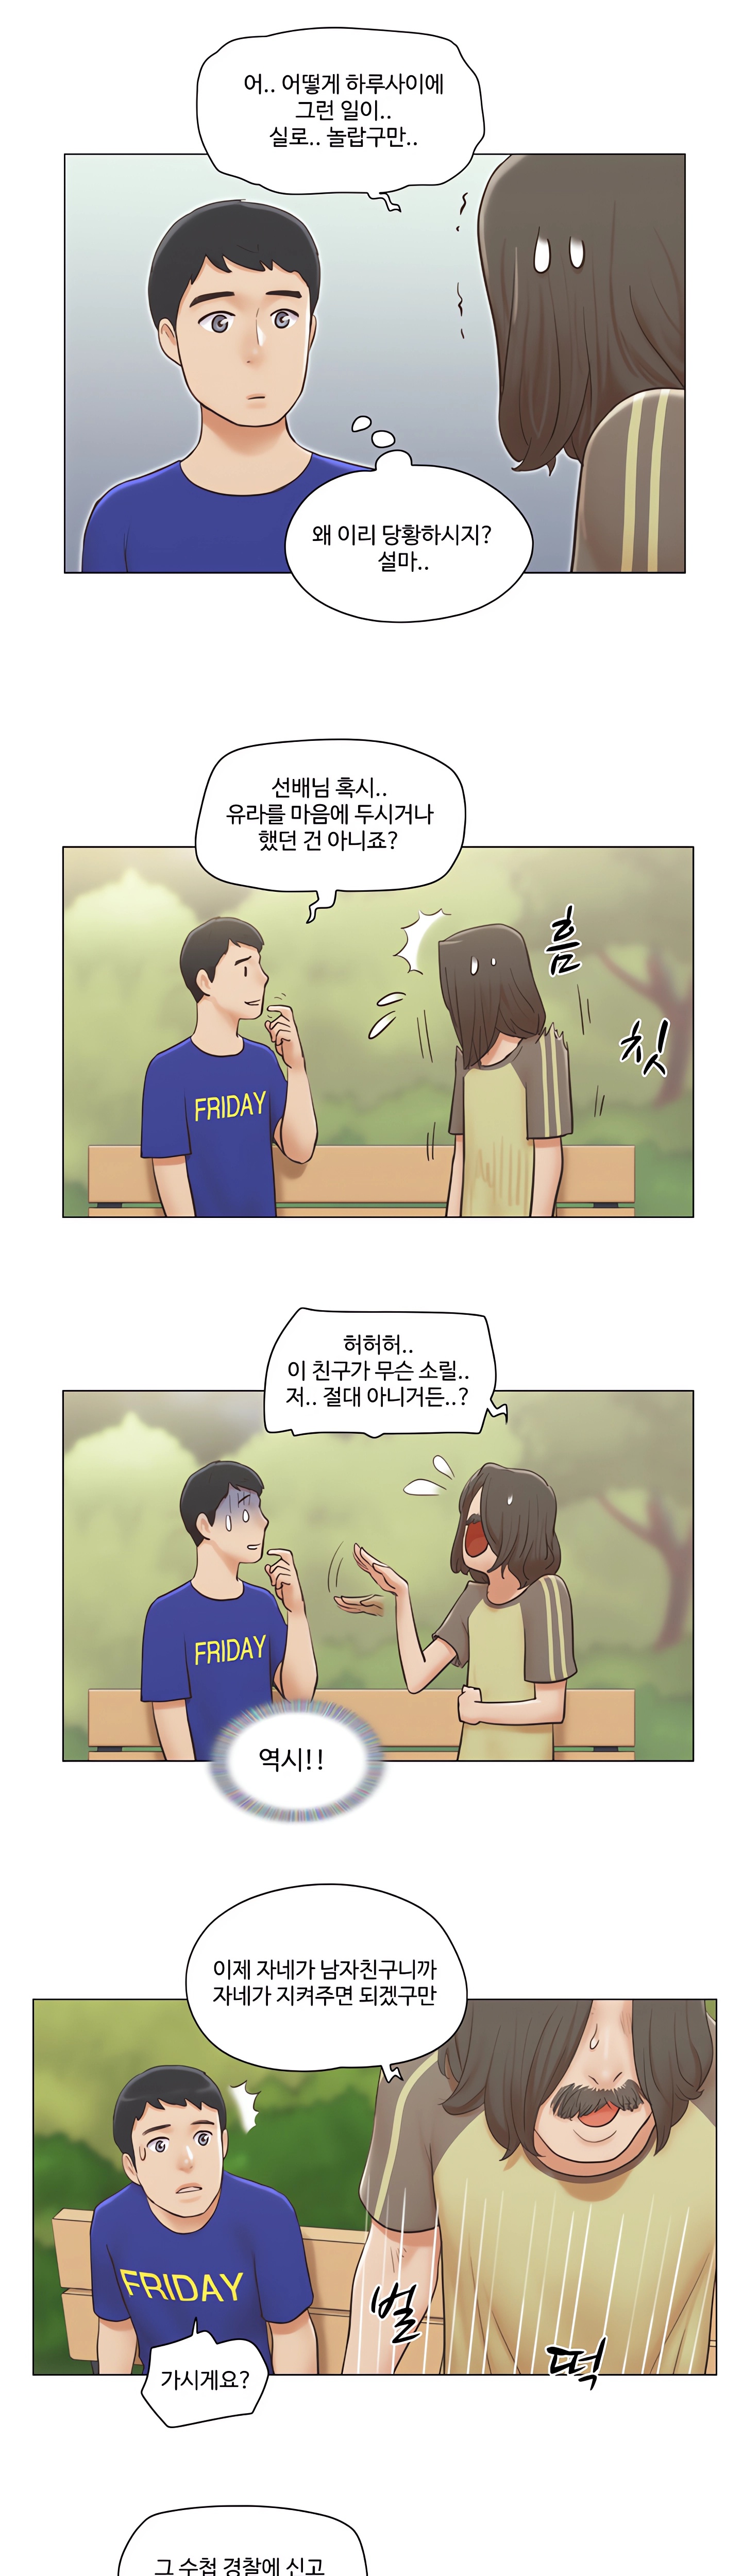 어.. 어떻게 하루사이에
그런 일이..
실로.. 놀랍구만..
왜 이리 당황하시지?
설마..
선배님 혹시..
유라를 마음에 두시거나
했던 건 아니죠?
흠
칫
FRIDAY
허허허..
이 친구가 무슨 소릴..
저.. 절대 아니거든..?
FRIDAY
역시!!
이제 자네가 남자친구니까
자네가 지켜주면 되겠구만
FRIDAY
벌
떡
가시게요?
그 수첩 경찰에 신고